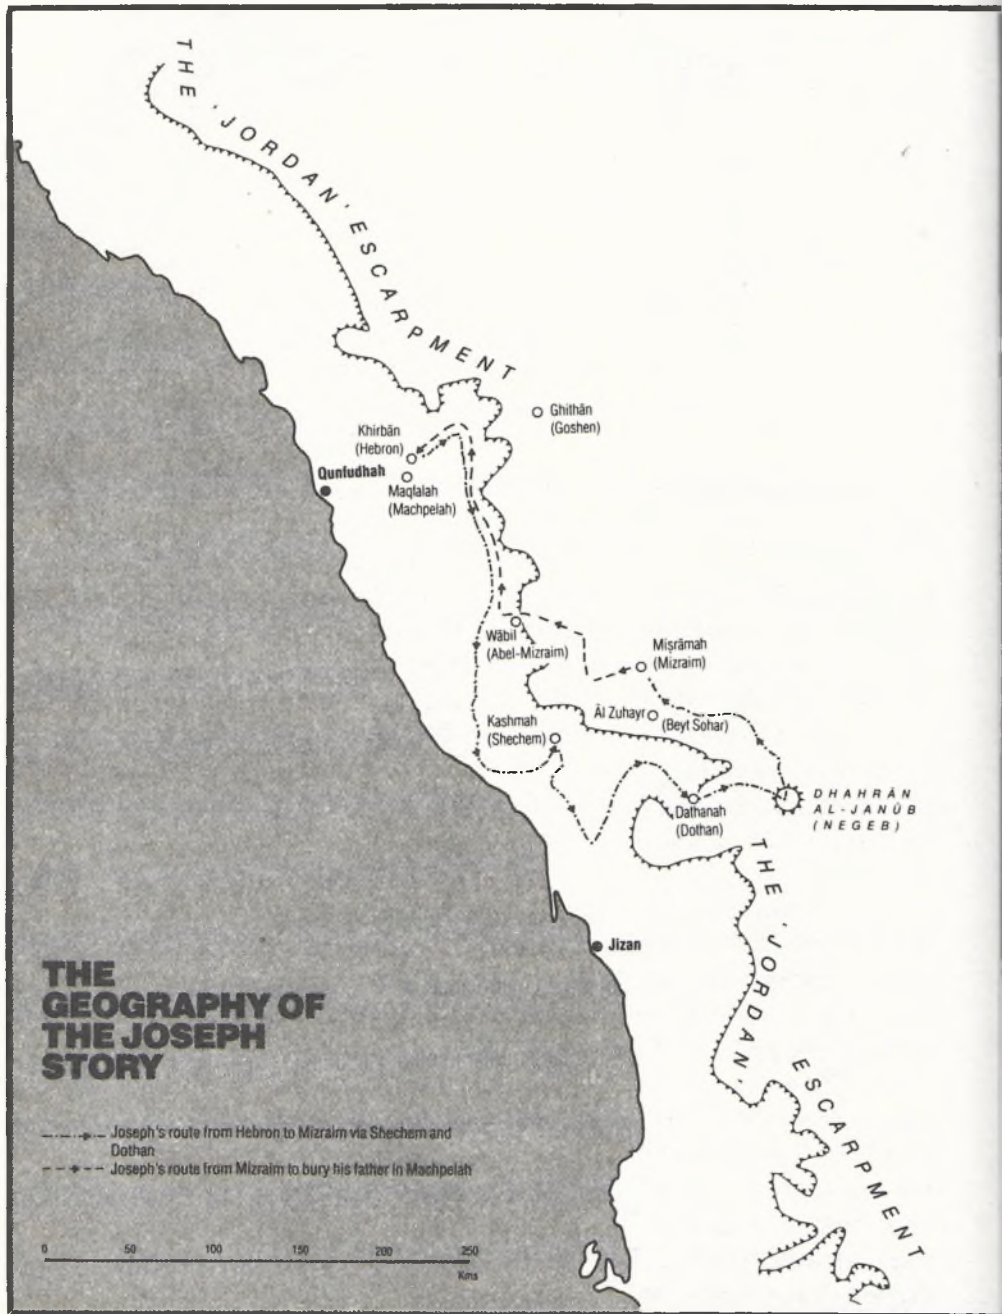 THE 'JORDAN' ESCARPMENT
Ghithān
(Goshen)
Khirbān
(Hebron)
Qunfudhah
Maqfalah
(Machpelah)
Wābil
(Abel-Mizraim)
Miṣrāmah
(Mizraim)
Āl Zuhayr
(Beyt Sohar)
Kashmah
(Shechem)
Dathanah
(Dothan)
DHAHRĀN
AL-JANŪB
(NEGEB)
THE 'JORDAN' ESCARPMENT
Jizan
THE
GEOGRAPHY OF
THE JOSEPH
STORY
Joseph's route from Hebron to Mizraim via Shechem and
Dothan
Joseph's route from Mizraim to bury his father in Machpelah
0 50 100 150 200 250
Kms